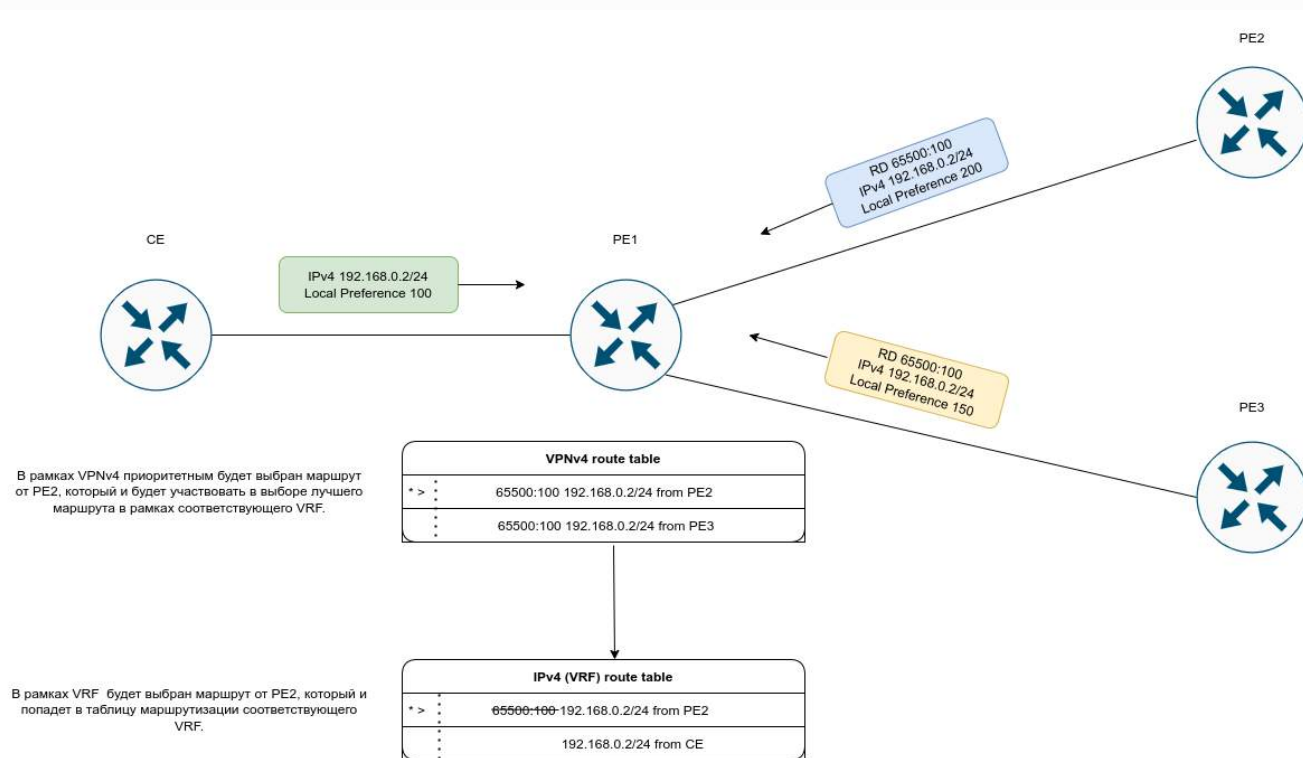 PE2
RD 65500:100
IPv4 192.168.0.2/24
Local Preference 200
CE
PE1
IPv4 192.168.0.2/24
Local Preference 100
RD 65500:100
IPv4 192.168.0.2/24
Local Preference 150
PE3
В рамках VPNv4 приоритетным будет выбран маршрут
от PE2, который и будет участвовать в выборе лучшего
маршрута в рамках соответствующего VRF.
VPNv4 route table
* > 65500:100 192.168.0.2/24 from PE2
65500:100 192.168.0.2/24 from PE3
В рамках VRF будет выбран маршрут от PE2, который и
попадет в таблицу маршрутизации соответствующего
VRF.
IPv4 (VRF) route table
* > 65500:100 192.168.0.2/24 from PE2
192.168.0.2/24 from CE